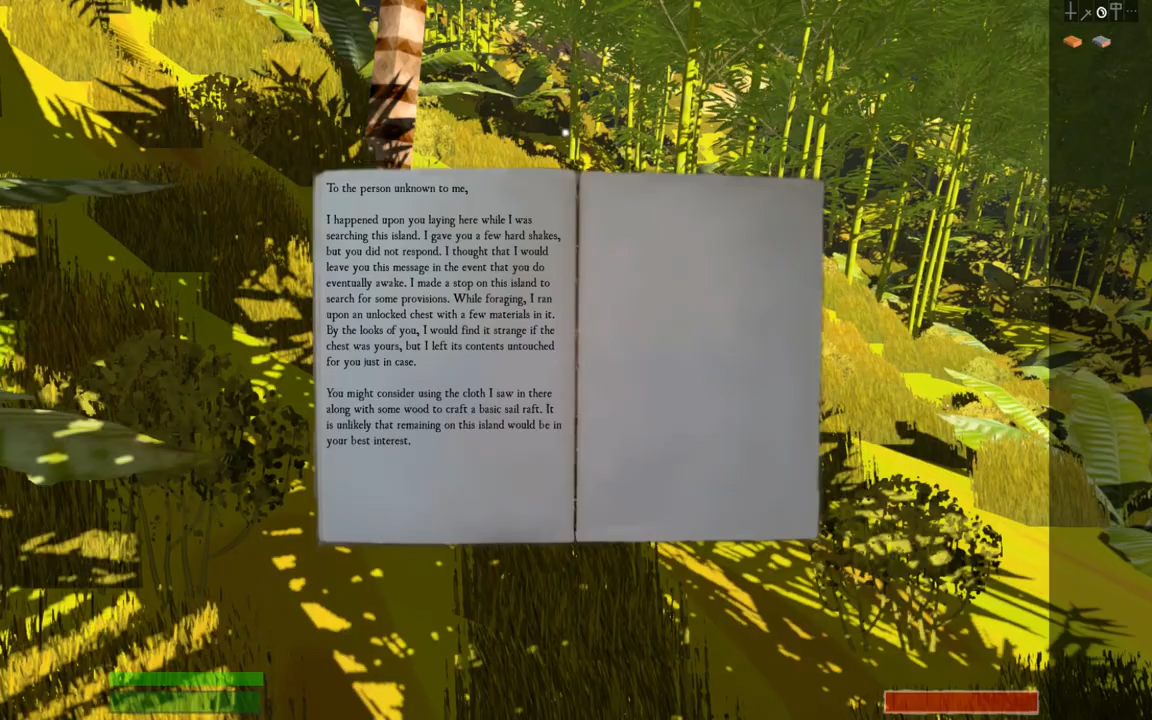 To the person unknown to me,
I happened upon you laying here while I was
searching this island. I gave you a few hard shakes,
but you did not respond. I thought that I would
leave you this message in the event that you do
eventually awake. I made a stop on this island to
search for some provisions. While foraging, I ran
upon an unlocked chest with a few materials in it.
By the looks of you, I would find it strange if the
chest was yours, but I left its contents untouched
for you just in case.
You might consider using the cloth I saw in there
along with some wood to craft a basic sail raft. It
is unlikely that remaining on this island would be in
your best interest.